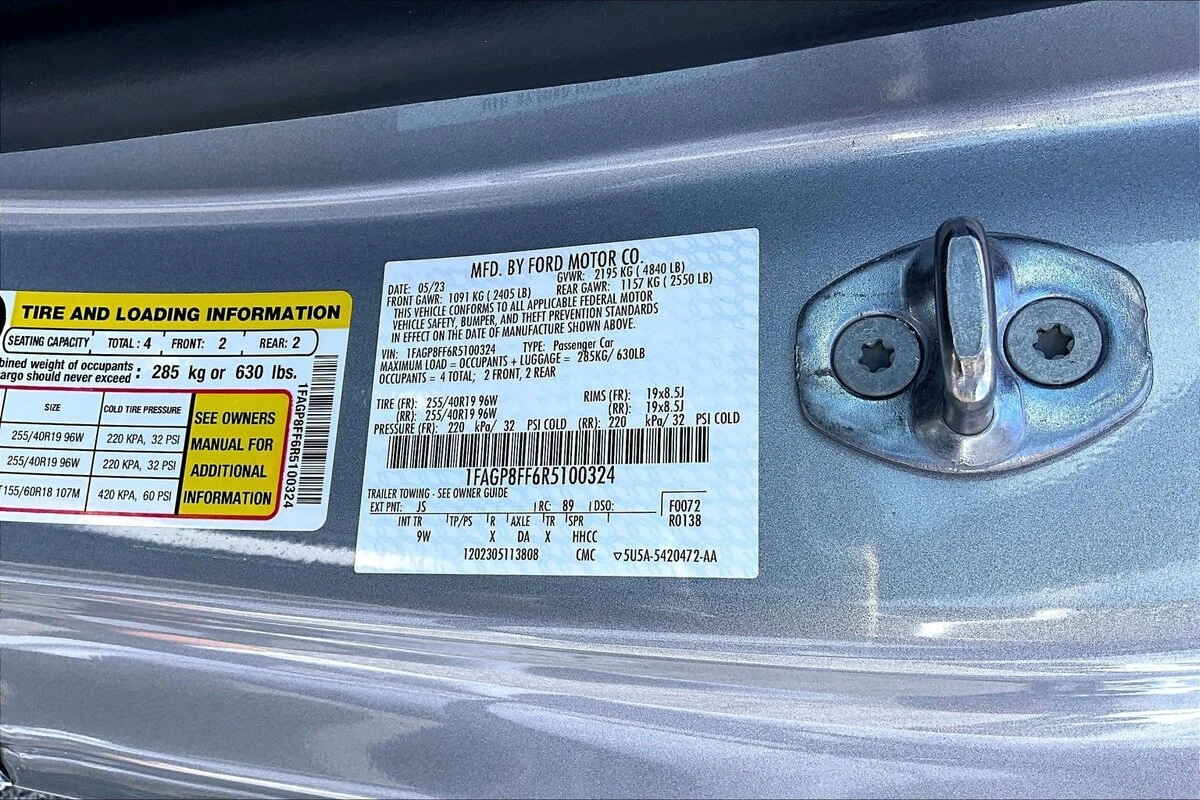 TIRE AND LOADING INFORMATION
SEATING CAPACITY TOTAL : 4 FRONT: 2 REAR: 2
bined weight of occupants
argo should never exceed : 285 kg or 630 lbs.
SIZE COLD TIRE PRESSURE
255/40R19 96W 220 KPA, 32 PSI
255/40R19 96W 220 KPA, 32 PSI
T155/60R18 107M 420 KPA, 60 PSI
SEE OWNERS
MANUAL FOR
ADDITIONAL
INFORMATION
1FAGP8FF6R5100324
MFD. BY FORD MOTOR CO.
DATE: 05/23 GVWR: 2195 KG ( 4840 LB)
FRONT GAWR: 1091 KG ( 2405 LB) REAR GAWR: 1157 KG ( 2550 LB)
THIS VEHICLE CONFORMS TO ALL APPLICABLE FEDERAL MOTOR
VEHICLE SAFETY, BUMPER, AND THEFT PREVENTION STANDARDS
IN EFFECT ON THE DATE OF MANUFACTURE SHOWN ABOVE.
VIN: 1FAGP8FF6R5100324 TYPE: Passenger Car
MAXIMUM LOAD = OCCUPANTS + LUGGAGE = 285KG/ 630LB
OCCUPANTS = 4 TOTAL; 2 FRONT, 2 REAR
TIRE (FR): 255/40R19 96W RIMS (FR): 19x8.5J
(RR): 255/40R19 96W (RR): 19x8.5J
PRESSURE (FR): 220 kPa/ 32 PSI COLD (RR): 220 kPa/ 32 PSI COLD
1FAGP8FF6R5100324
TRAILER TOWING - SEE OWNER GUIDE
EXT PNT: JS RC: 89 DSO: F0072
INT TR TP/PS R AXLE TR SPR R0138
9W X DA X HHCC
1202305113808 CMC ▽5U5A-5420472-AA